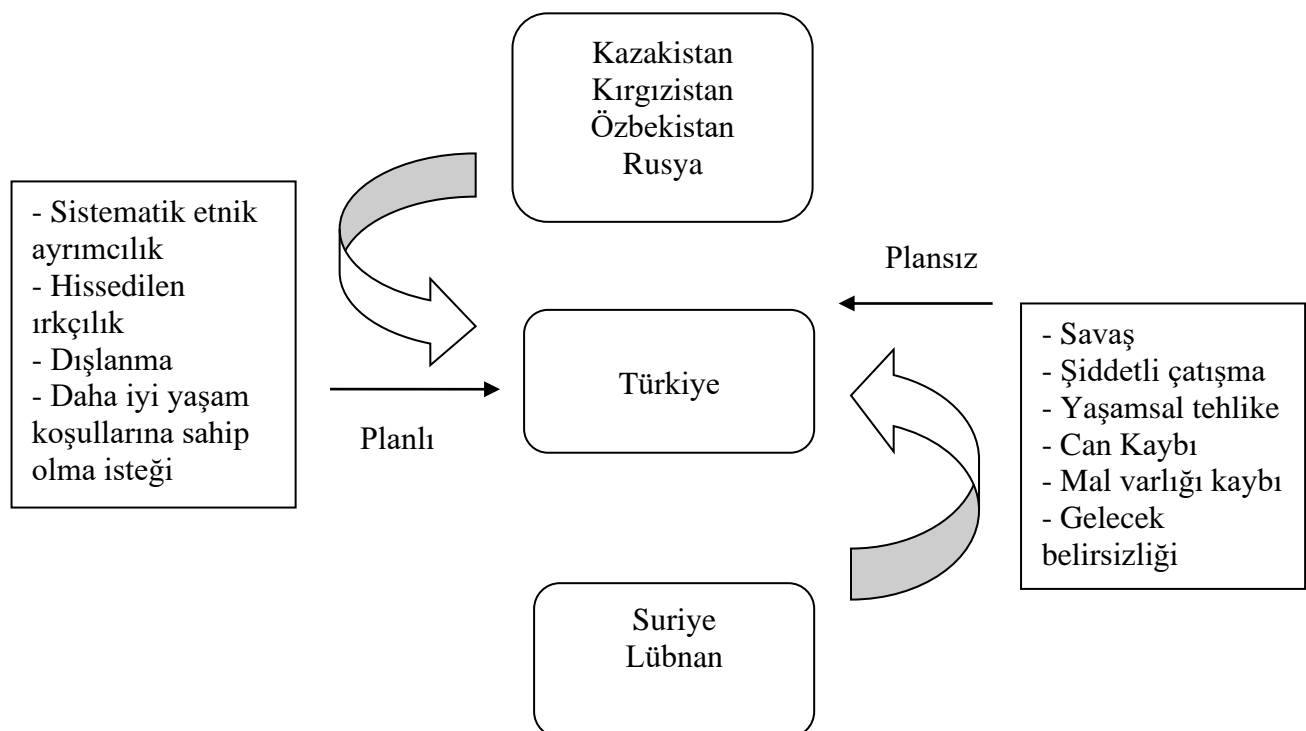 Kazakistan
Kırgızistan
Özbekistan
Rusya
- Sistematik etnik
ayrımcılık
- Hissedilen
ırkçılık
- Dışlanma
- Daha iyi yaşam
koşullarına sahip
olma isteği
Planlı
Türkiye
Plansız
- Savaş
- Şiddetli çatışma
- Yaşamsal tehlike
- Can Kaybı
- Mal varlığı kaybı
- Gelecek
belirsizliği
Suriye
Lübnan